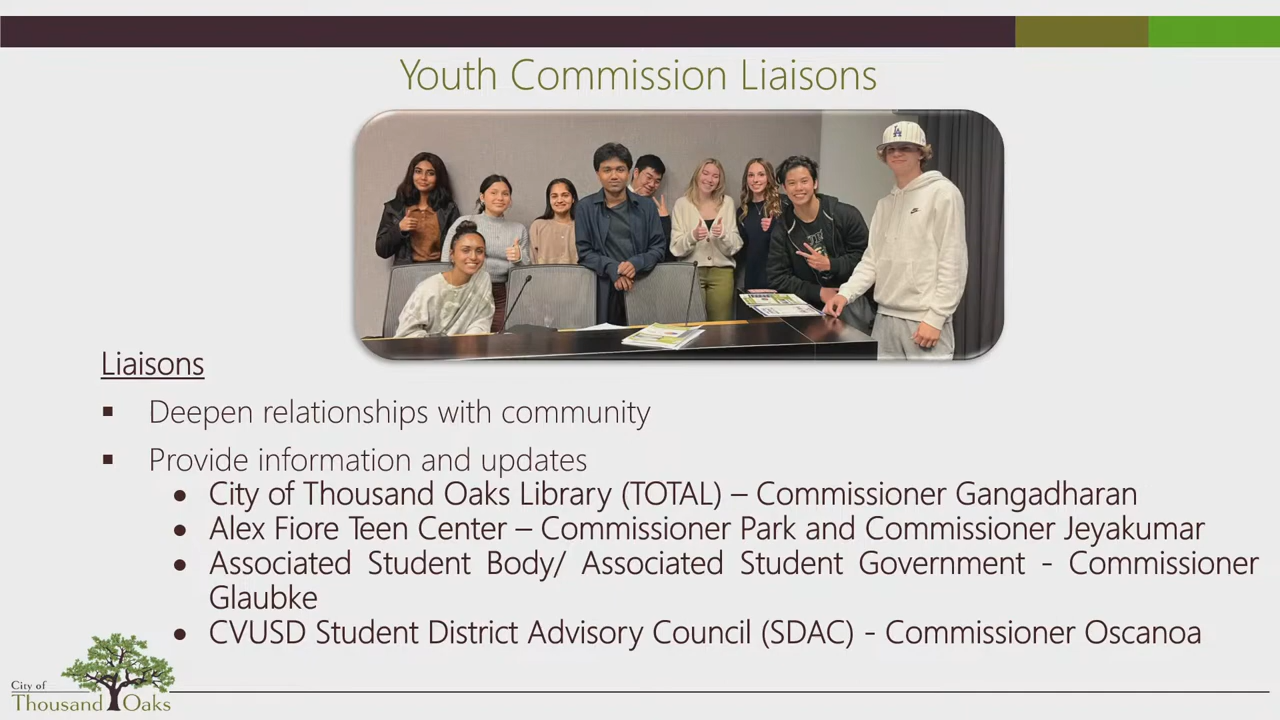 Youth Commission Liaisons
LA
Liaisons
▪ Deepen relationships with community
▪ Provide information and updates
• City of Thousand Oaks Library (TOTAL) – Commissioner Gangadharan
• Alex Fiore Teen Center – Commissioner Park and Commissioner Jeyakumar
• Associated Student Body/ Associated Student Government - Commissioner
Glaubke
• CVUSD Student District Advisory Council (SDAC) - Commissioner Oscanoa
City of
Thousand Oaks